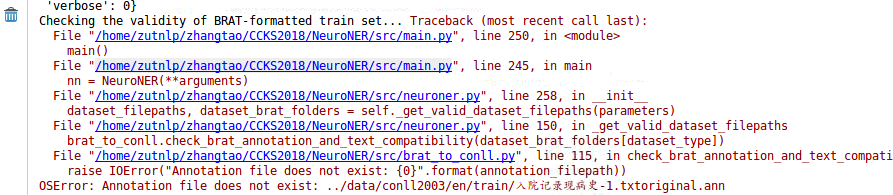 'verbose': 0}
Checking the validity of BRAT-formatted train set... Traceback (most recent call last):
File "/home/zutnlp/zhangtao/CCKS2018/NeuroNER/src/main.py", line 250, in <module>
main()
File "/home/zutnlp/zhangtao/CCKS2018/NeuroNER/src/main.py", line 245, in main
nn = NeuroNER(**arguments)
File "/home/zutnlp/zhangtao/CCKS2018/NeuroNER/src/neuroner.py", line 258, in __init__
dataset_filepaths, dataset_brat_folders = self._get_valid_dataset_filepaths(parameters)
File "/home/zutnlp/zhangtao/CCKS2018/NeuroNER/src/neuroner.py", line 150, in _get_valid_dataset_filepaths
brat_to_conll.check_brat_annotation_and_text_compatibility(dataset_brat_folders[dataset_type])
File "/home/zutnlp/zhangtao/CCKS2018/NeuroNER/src/brat_to_conll.py", line 115, in check_brat_annotation_and_text_compati
raise IOError("Annotation file does not exist: {0}".format(annotation_filepath))
OSError: Annotation file does not exist: ../data/conll2003/en/train/入院记录现病史-1.txtoriginal.ann